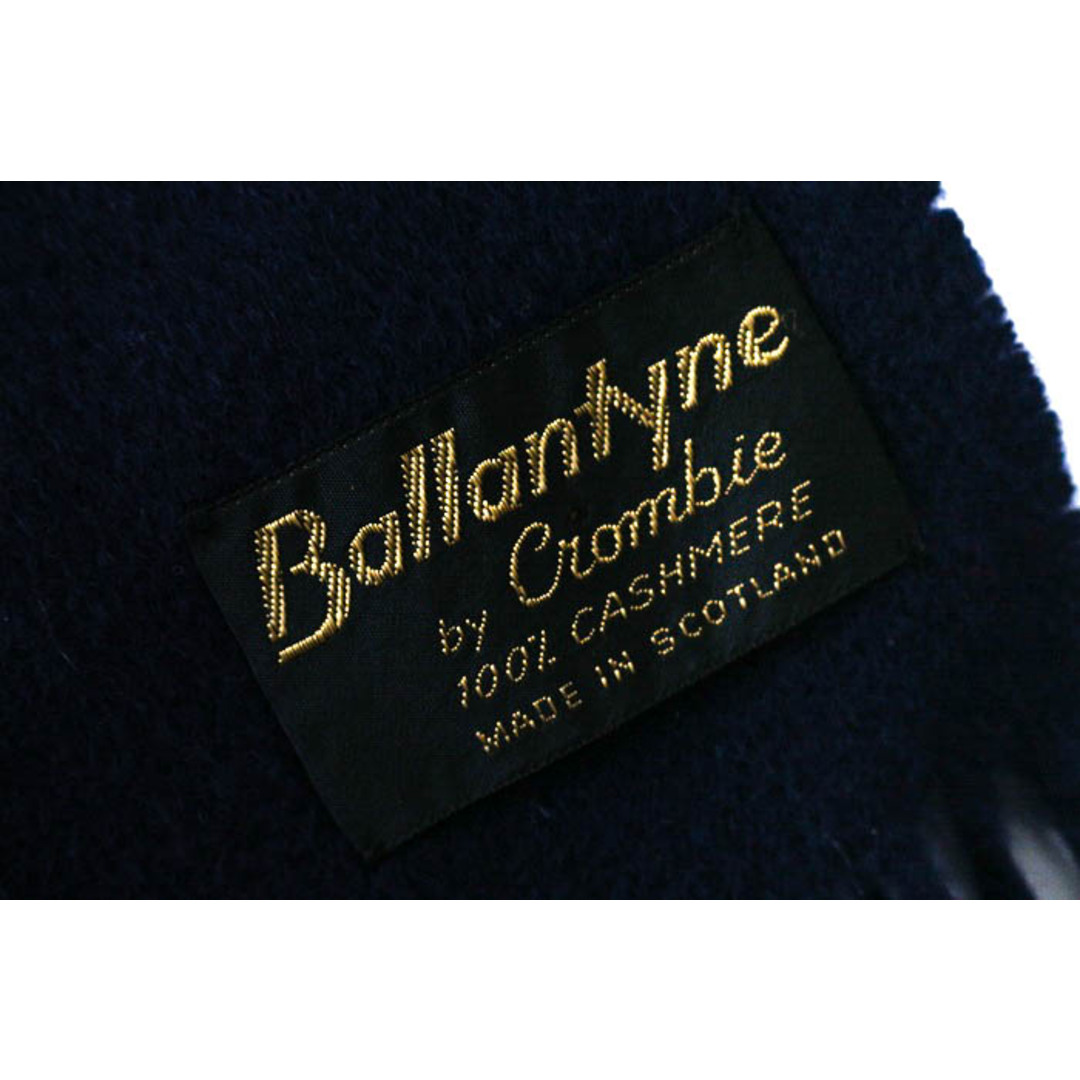 Ballantyne
by Crombie
100% CASHMERE
MADE IN SCOTLAND